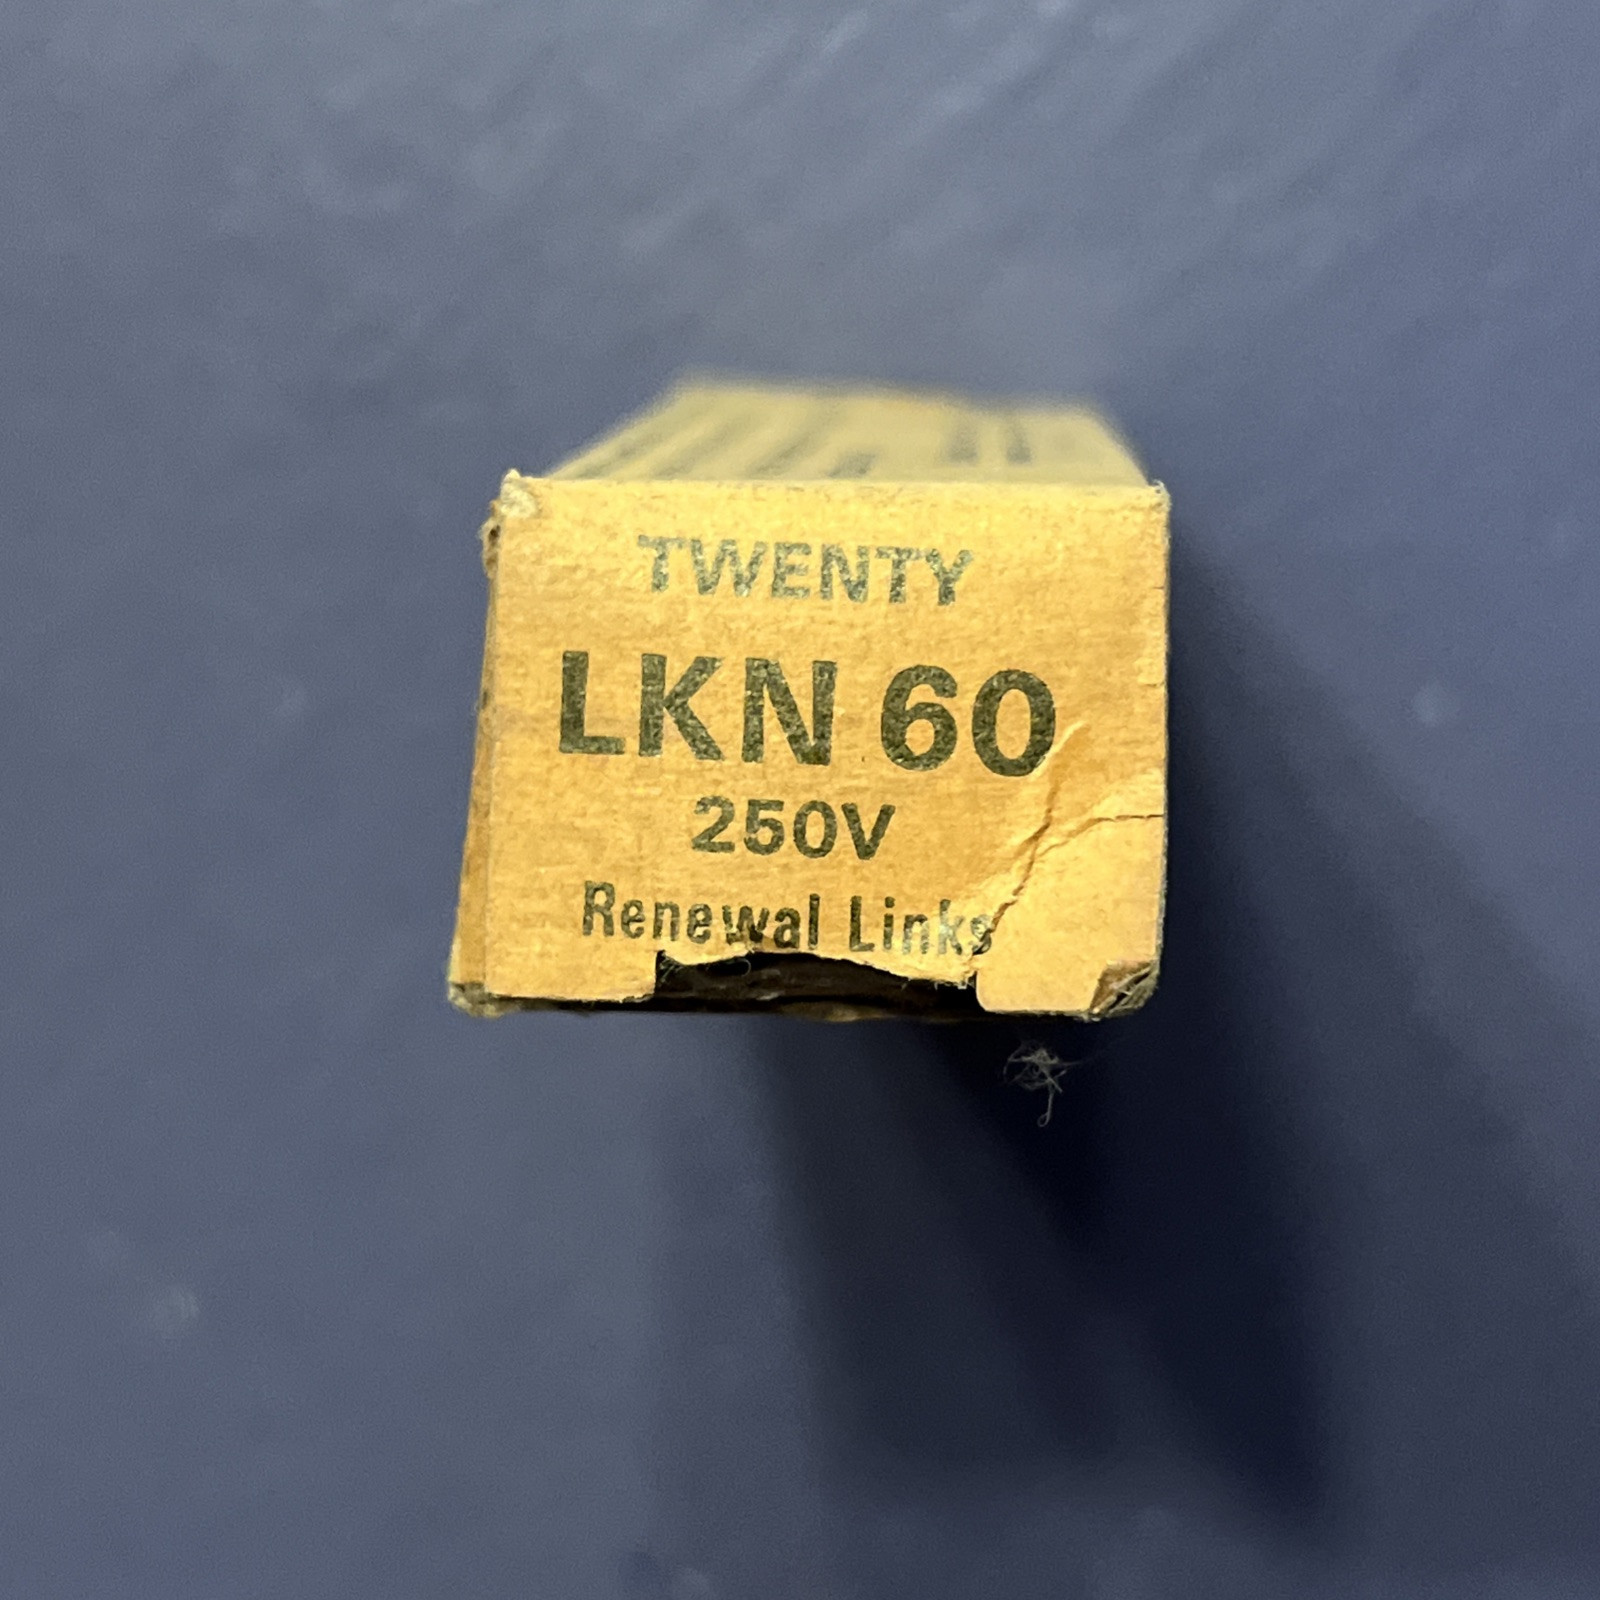 TWENTY
LKN 60
250V
Renewal Links